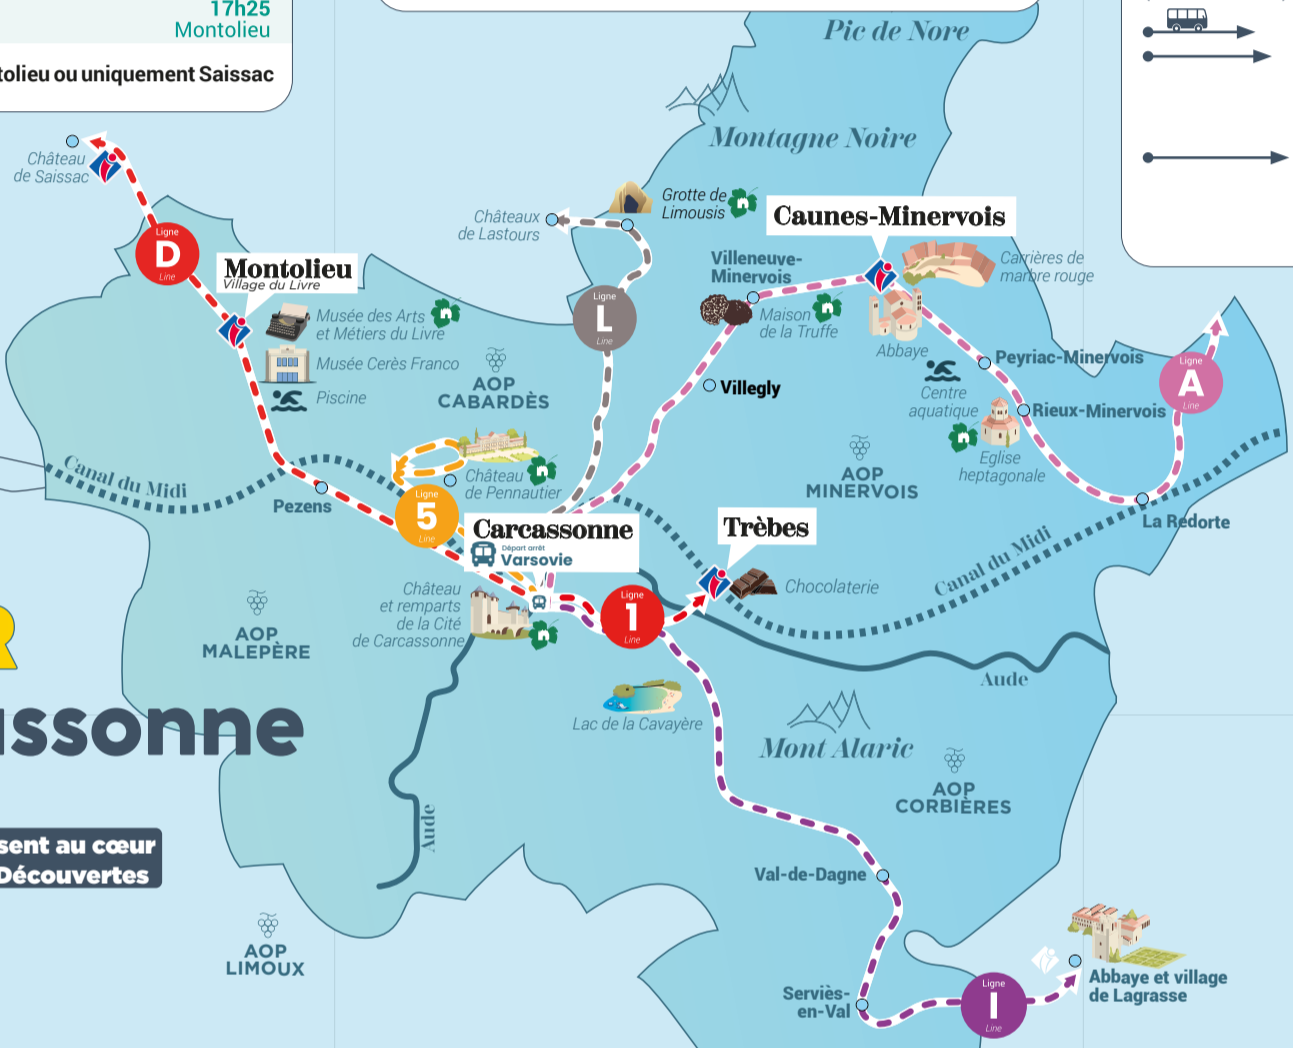 17h25
Montolieu
tolieu ou uniquement Saissac
Pic de Nore
Montagne Noire
Château
de Saissac
Ligne
D
Line
Montolieu
Village du Livre
Musée des Arts
et Métiers du Livre
Musée Cerès Franco
Piscine
Châteaux
de Lastours
Grotte de
Limousis
Ligne
L
Line
AOP
CABARDÈS
Caunes-Minervois
Villeneuve-
Minervois
Maison
de la Truffe
Carrières de
marbre rouge
Abbaye
Villegly
Peyriac-Minervois
Centre
aquatique
Rieux-Minervois
Eglise
heptagonale
Ligne
A
Line
La Redorte
AOP
MINERVOIS
Canal du Midi
Canal du Midi
Pezens
Château
de Pennautier
Ligne
5
Line
Carcassonne
Départ arrêt
Varsovie
Trèbes
Chocolaterie
Château
et remparts
de la Cité
de Carcassonne
Ligne
1
Line
AOP
MALEPÈRE
R
assonne
Lac de la Cavayère
Aude
Mont Alaric
AOP
CORBIÈRES
Aude
sent au cœur
Découvertes
Val-de-Dagne
AOP
LIMOUX
Serviès-
en-Val
Ligne
I
Line
Abbaye et village
de Lagrasse